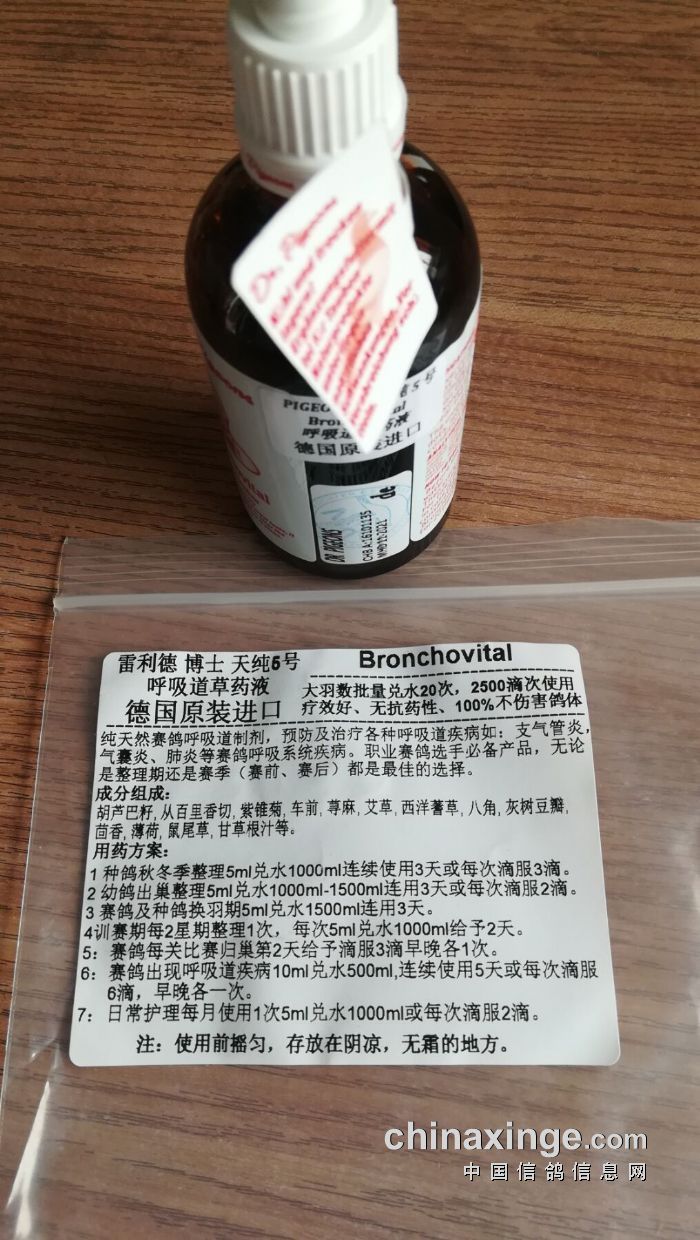 Dr. Pigeons
PIGEO
5号
Bro
呼吸道
药液
德国原
进口
vital
DR. PIGEONS
CHB A:16101135
MHD:11-2021
de
雷利德 博士 天纯5号
Bronchovital
呼吸道草药液
大羽数批量兑水20次，2500滴次使用
德国原装进口
疗效好、无抗药性、100%不伤害鸽体
纯天然赛鸽呼吸道制剂，预防及治疗各种呼吸道疾病如：支气管炎，
气囊炎、肺炎等赛鸽呼吸系统疾病。职业赛鸽选手必备产品，无论
是整理期还是赛季（赛前、赛后）都是最佳的选择。
成分组成：
胡芦巴籽,从百里香切,紫锥菊,车前,荨麻,艾草,西洋蓍草,八角,灰树豆瓣,
茴香,薄荷,鼠尾草,甘草根汁等。
用药方案：
1 种鸽秋冬季整理5ml兑水1000ml连续使用3天或每次滴服3滴。
2 幼鸽出巢整理5ml兑水1000ml-1500ml连用3天或每次滴服2滴。
3 赛鸽及种鸽换羽期5ml兑水1500ml连用3天。
4训赛期每2星期整理1次，每次5ml兑水1000ml给予2天。
5：赛鸽每关比赛归巢第2天给予滴服3滴早晚各1次。
6：赛鸽出现呼吸道疾病10ml兑水500ml,连续使用5天或每次滴服
6滴，早晚各一次。
7：日常护理每月使用1次5ml兑水1000ml或每次滴服2滴。
注：使用前摇匀，存放在阴凉，无霜的地方。
chinaxinge.com
中国信鸽信息网